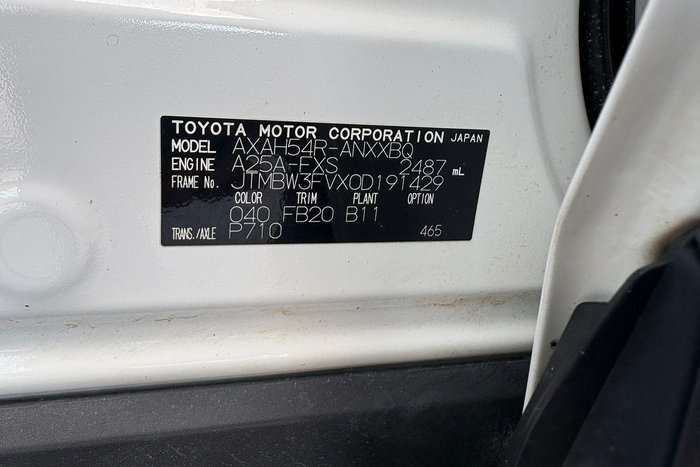 TOYOTA MOTOR CORPORATION JAPAN
MODEL AXAH54R-ANXXBQ
ENGINE A25A-FXS 2487 mL
FRAME No. JTMBW3FVX0D191429
COLOR TRIM PLANT OPTION
040 FB20 B11
TRANS./AXLE P710 465